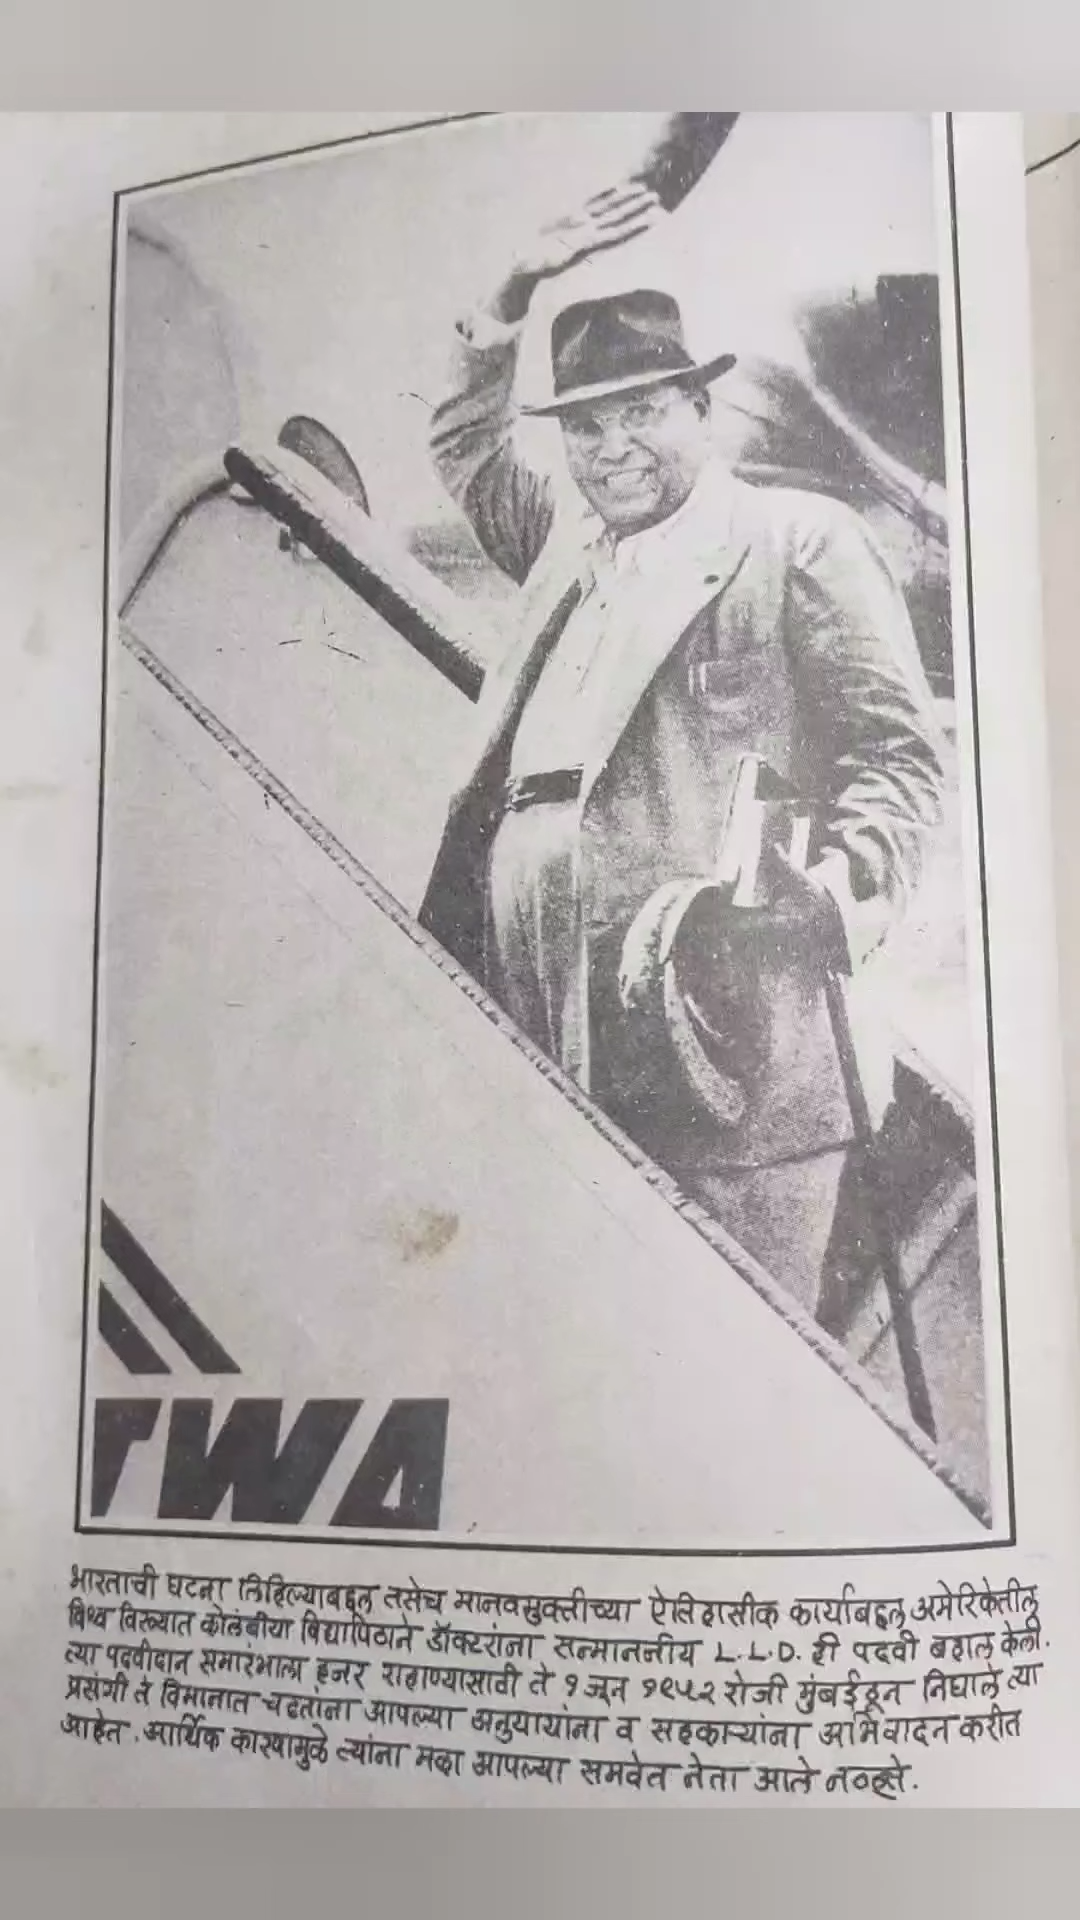 TWA
भारताची घटना लिहिल्याबद्दल तसेच मानवमुक्तीच्या ऐतिहासीक कार्याबद्दल अमेरिकेतील
विश्व विख्यात कोलंबीया विद्यापिठाने डॉक्टरांना सन्माननीय L.L.D. ही पदवी बहाल केली.
त्या पदवीदान समारंभाला हजर राहाण्यासाठी ते १ जून १९५२ रोजी मुंबईहून निघाले त्या
प्रसंगी ते विमानात चढतांना आपल्या अनुयायांना व सहकाऱ्यांना अभिवादन करीत
आहेत. आर्थिक कारणामुळे त्यांना मला आपल्या समवेत नेता आले नव्हते.